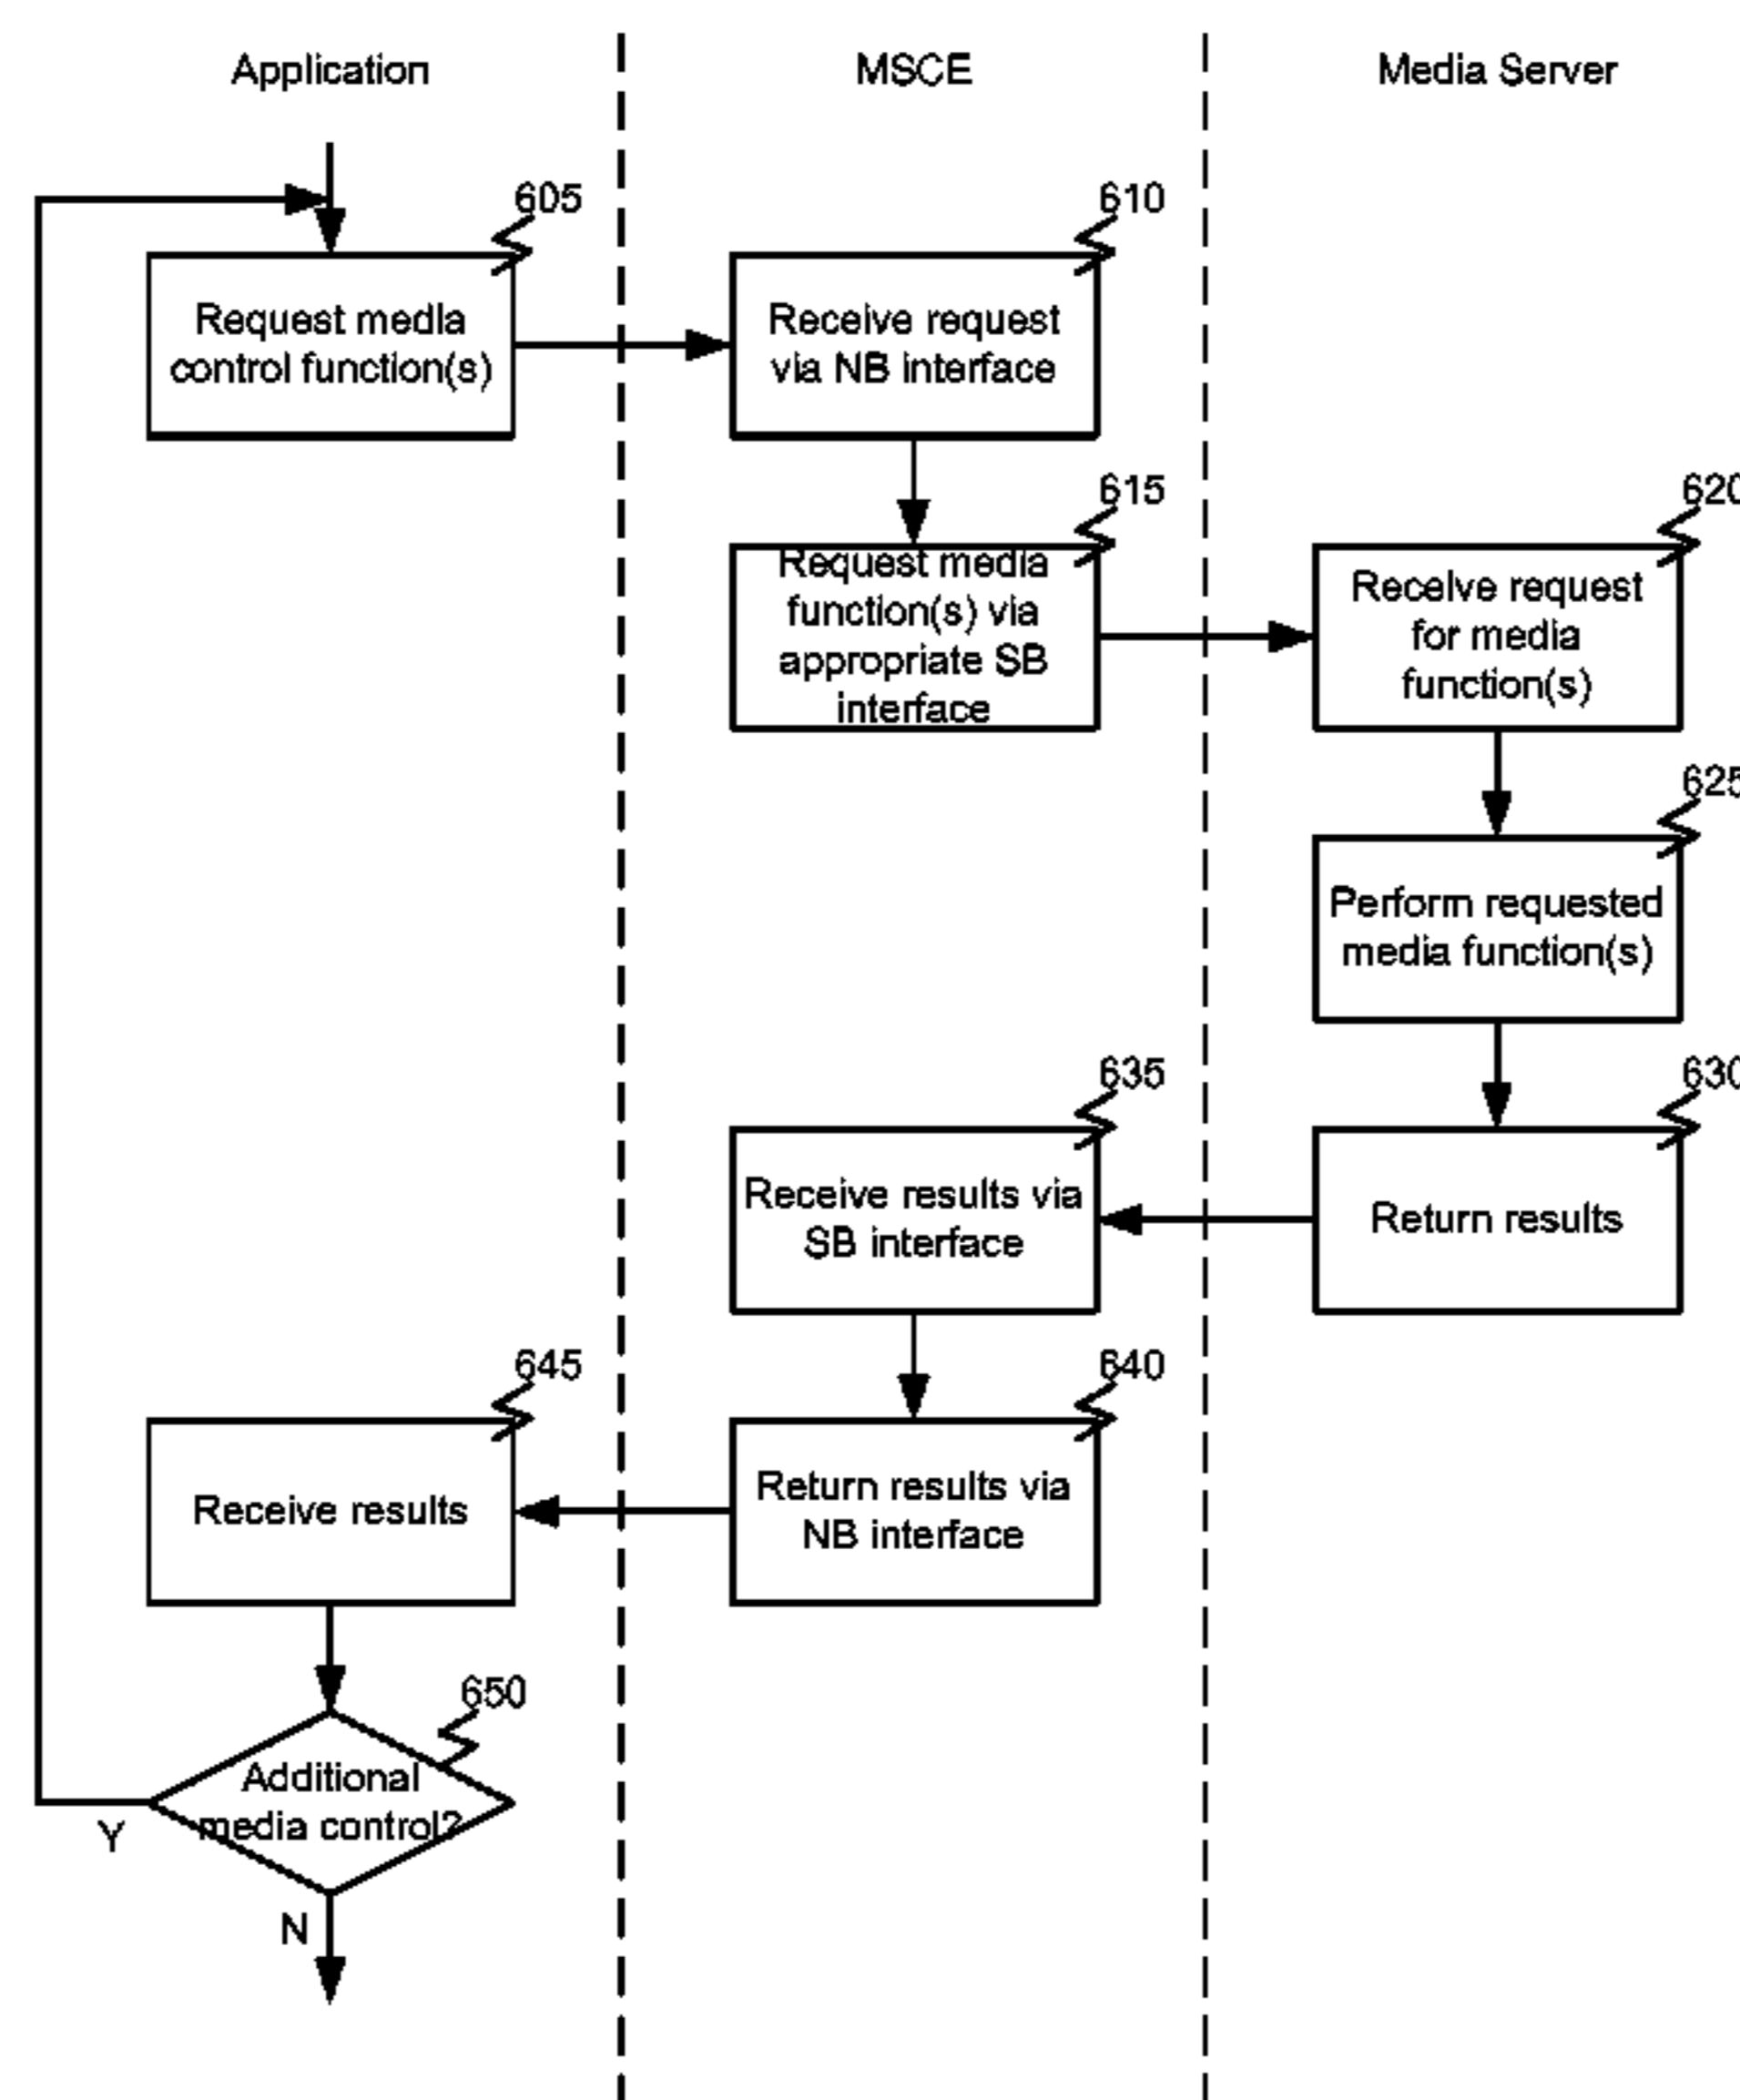 Application
MSCE
Media Server
605
610
Request media
control function(s)
Receive request
via NB interface
615
620
Request media
function(s) via
appropriate SB
interface
Receive request
for media
function(s)
625
Perform requested
media function(s)
635
630
Receive results via
SB interface
Return results
645
640
Receive results
Return results via
NB interface
650
Additional
media control?
Y
N